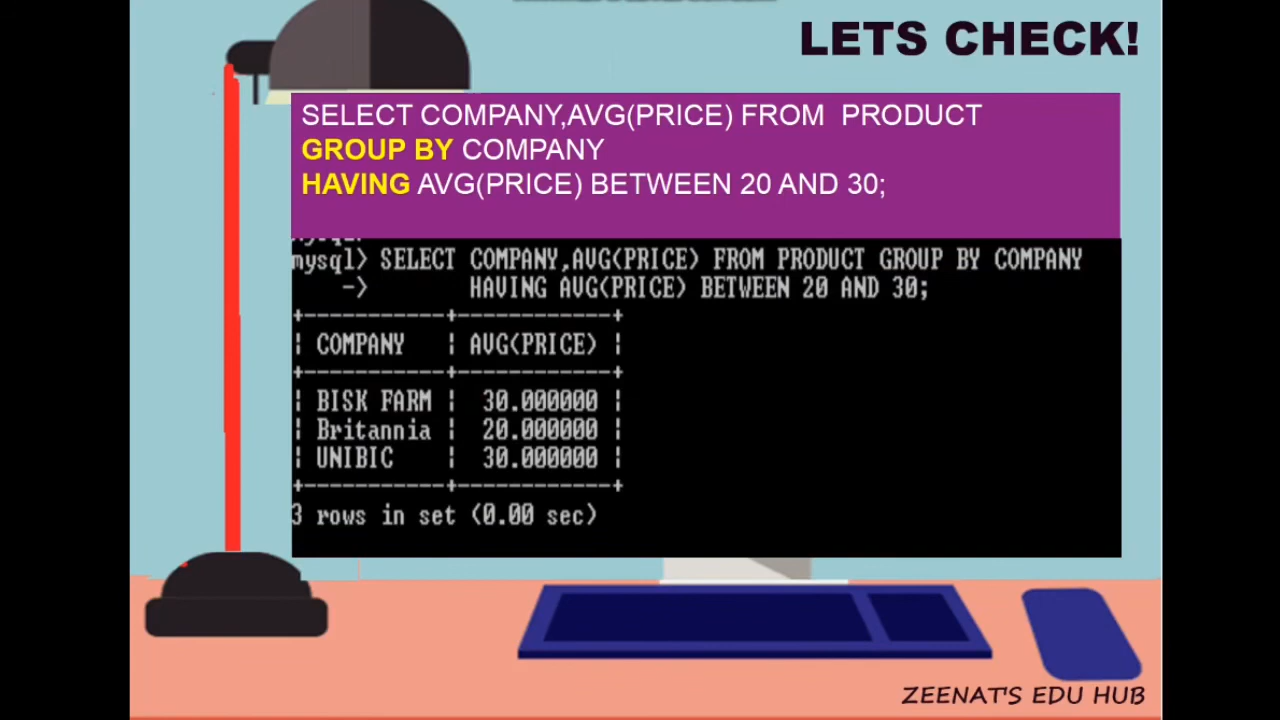 LETS CHECK!
SELECT COMPANY,AVG(PRICE) FROM  PRODUCT
GROUP BY COMPANY
HAVING AVG(PRICE) BETWEEN 20 AND 30;
mysql> SELECT  COMPANY,AVG(PRICE) FROM PRODUCT GROUP BY COMPANY
    ->         HAVING AVG(PRICE) BETWEEN 20 AND 30;
+-----------+------------+
| COMPANY   | AVG(PRICE) |
+-----------+------------+
| BISK FARM |  30.000000 |
| Britannia |  20.000000 |
| UNIBIC    |  30.000000 |
+-----------+------------+
3 rows in set (0.00 sec)
ZEENAT'S EDU HUB